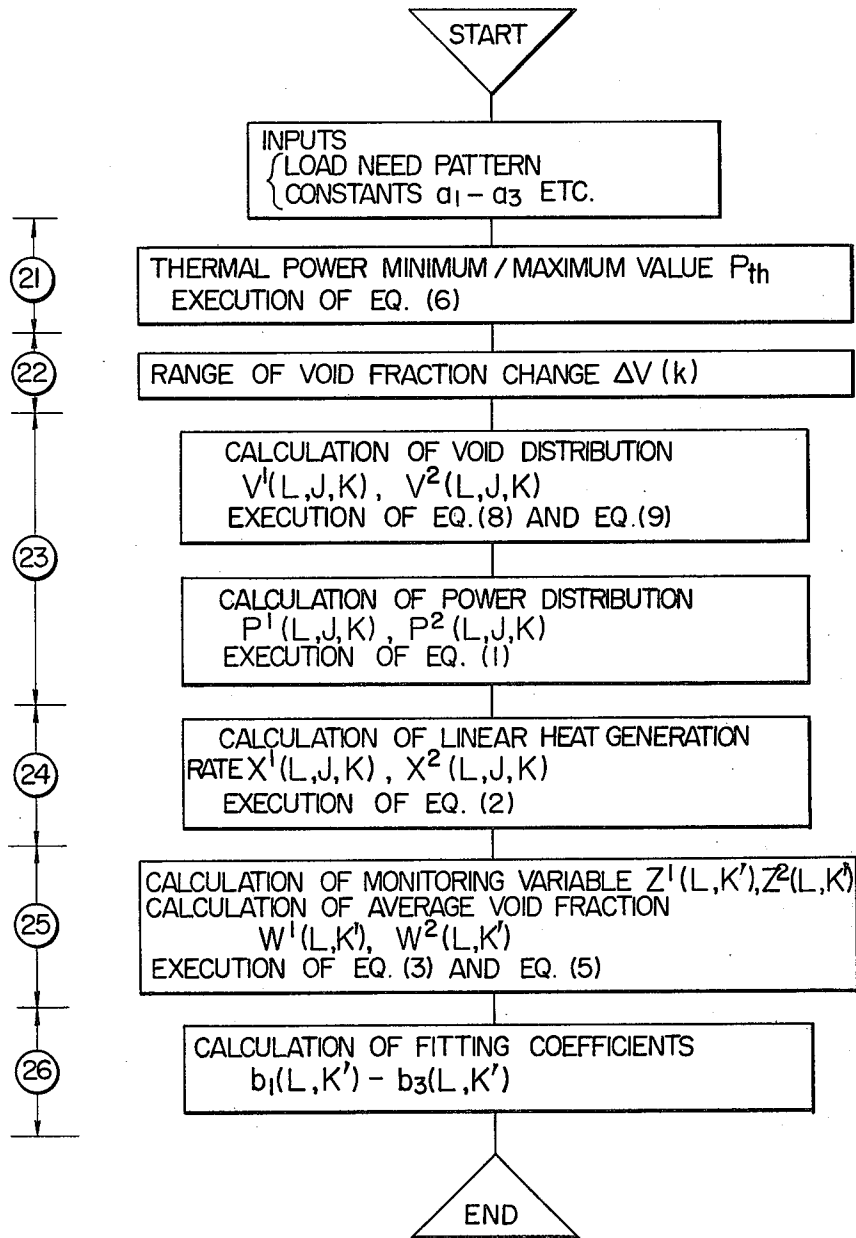 START
INPUTS
LOAD NEED PATTERN
CONSTANTS a1 – a3 ETC.
21
THERMAL POWER MINIMUM / MAXIMUM VALUE Pth
EXECUTION OF EQ. (6)
22
RANGE OF VOID FRACTION CHANGE ΔV (k)
23
CALCULATION OF VOID DISTRIBUTION
V¹(L,J,K), V²(L,J,K)
EXECUTION OF EQ.(8) AND EQ.(9)
CALCULATION OF POWER DISTRIBUTION
P¹(L,J,K), P²(L,J,K)
EXECUTION OF EQ. (1)
24
CALCULATION OF LINEAR HEAT GENERATION
RATE X¹(L,J,K), X²(L,J,K)
EXECUTION OF EQ. (2)
25
CALCULATION OF MONITORING VARIABLE Z¹(L,K'),Z²(L,K')
CALCULATION OF AVERAGE VOID FRACTION
W¹(L,K'), W²(L,K')
EXECUTION OF EQ. (3) AND EQ. (5)
26
CALCULATION OF FITTING COEFFICIENTS
b1(L,K') – b3(L,K')
END